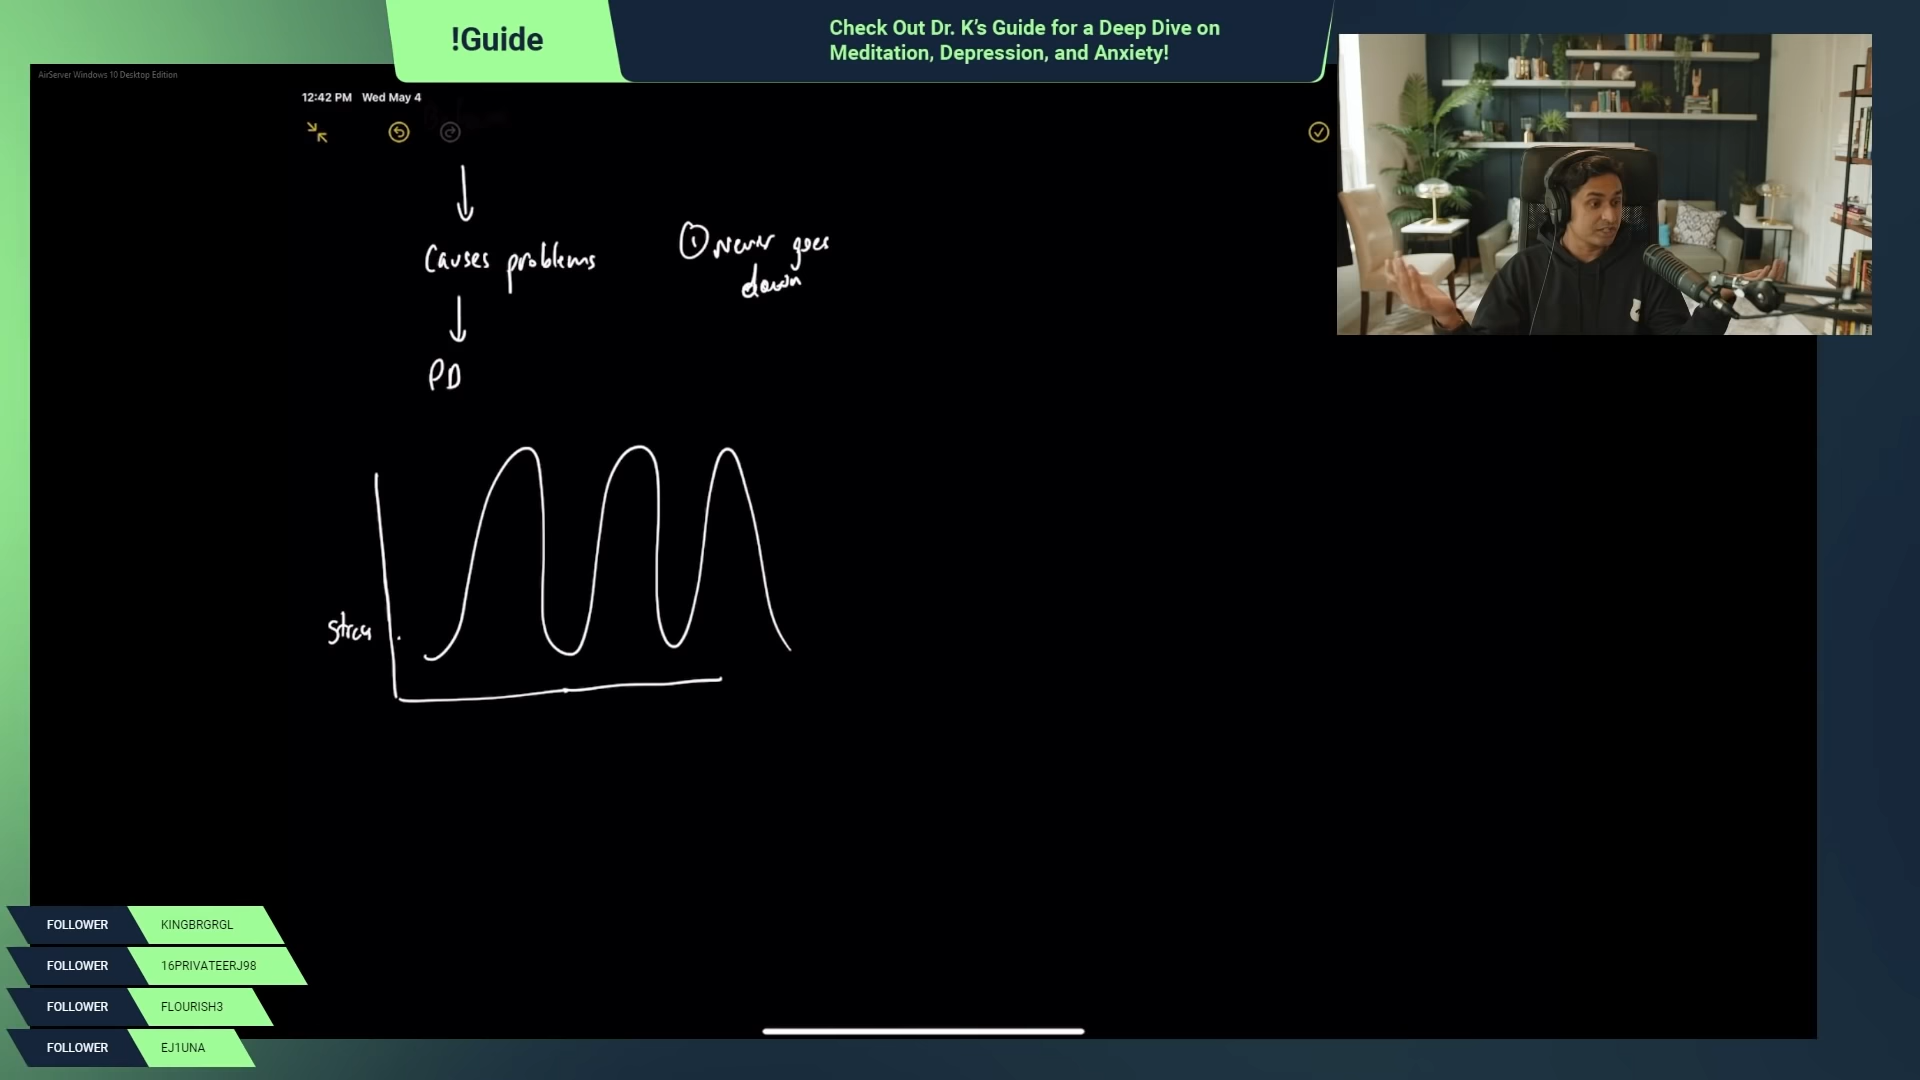 !Guide
Check Out Dr. K’s Guide for a Deep Dive on
Meditation, Depression, and Anxiety!
AirServer Windows 10 Desktop Edition
12:42 PM Wed May 4
Causes problems
① Never goes
down
PD
FOLLOWER KINGBRGRGL
FOLLOWER 16PRIVATEERJ98
FOLLOWER FLOURISH3
FOLLOWER EJ1UNA